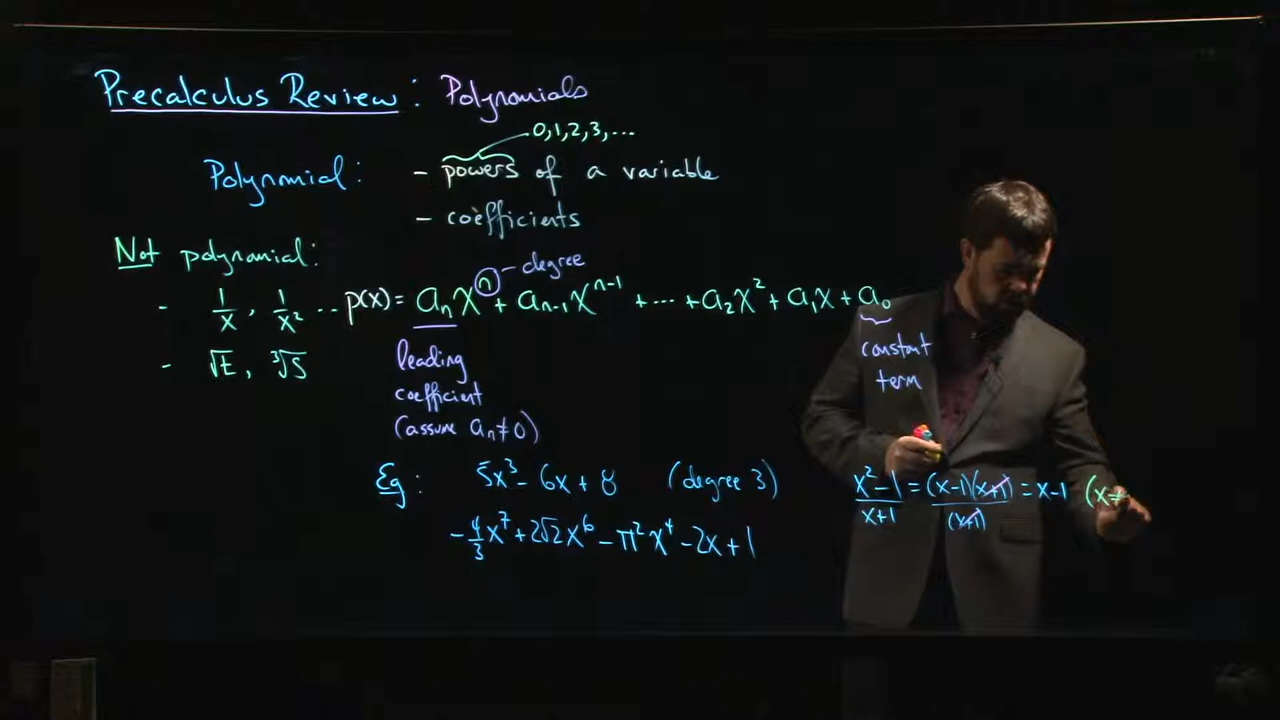 Precalculus Review: Polynomials
0,1,2,3,...
Polynomial: - powers of a variable
- coefficients
Not polynomial:
degree
- 1/x, 1/x² ... p(x) = aₙxⁿ + aₙ₋₁xⁿ⁻¹ + ... + a₂x² + a₁x + a₀
- √t, ³√5
leading
coefficient
(assume aₙ≠0)
constant
term
Eg: 5x³ - 6x + 8 (degree 3)
(x²-1)/(x+1) = (x-1)(x+1)/(x+1) = x-1 (x≠
-4/3x⁷ + 2√2x⁶ - π²x⁴ - 2x + 1